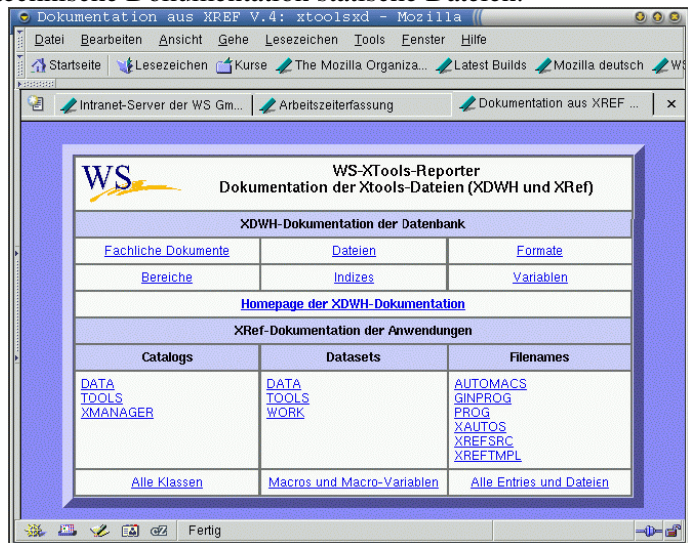 technische Dokumentation statische Dateien.
Dokumentation aus XREF V.4: xtoolsxd - Mozilla
Datei Bearbeiten Ansicht Gehe Lesezeichen Tools Fenster Hilfe
Startseite Lesezeichen Kurse The Mozilla Organiza... Latest Builds Mozilla deutsch WS
Intranet-Server der WS Gm... Arbeitszeiterfassung Dokumentation aus XREF ...
WS
WS-XTools-Reporter
Dokumentation der Xtools-Dateien (XDWH und XRef)
XDWH-Dokumentation der Datenbank
Fachliche Dokumente Dateien Formate
Bereiche Indizes Variablen
Homepage der XDWH-Dokumentation
XRef-Dokumentation der Anwendungen
Catalogs Datasets Filenames
DATA DATA AUTOMACS
TOOLS TOOLS GINPROG
XMANAGER WORK PROG
XAUTOS
XREFSRC
XREFTMPL
Alle Klassen Macros und Macro-Variablen Alle Entries und Dateien
Fertig